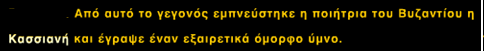 . Από αυτό το γεγονός εμπνεύστηκε η ποιήτρια του Βυζαντίου η
Κασσιανή και έγραψε έναν εξαιρετικά όμορφο ύμνο.